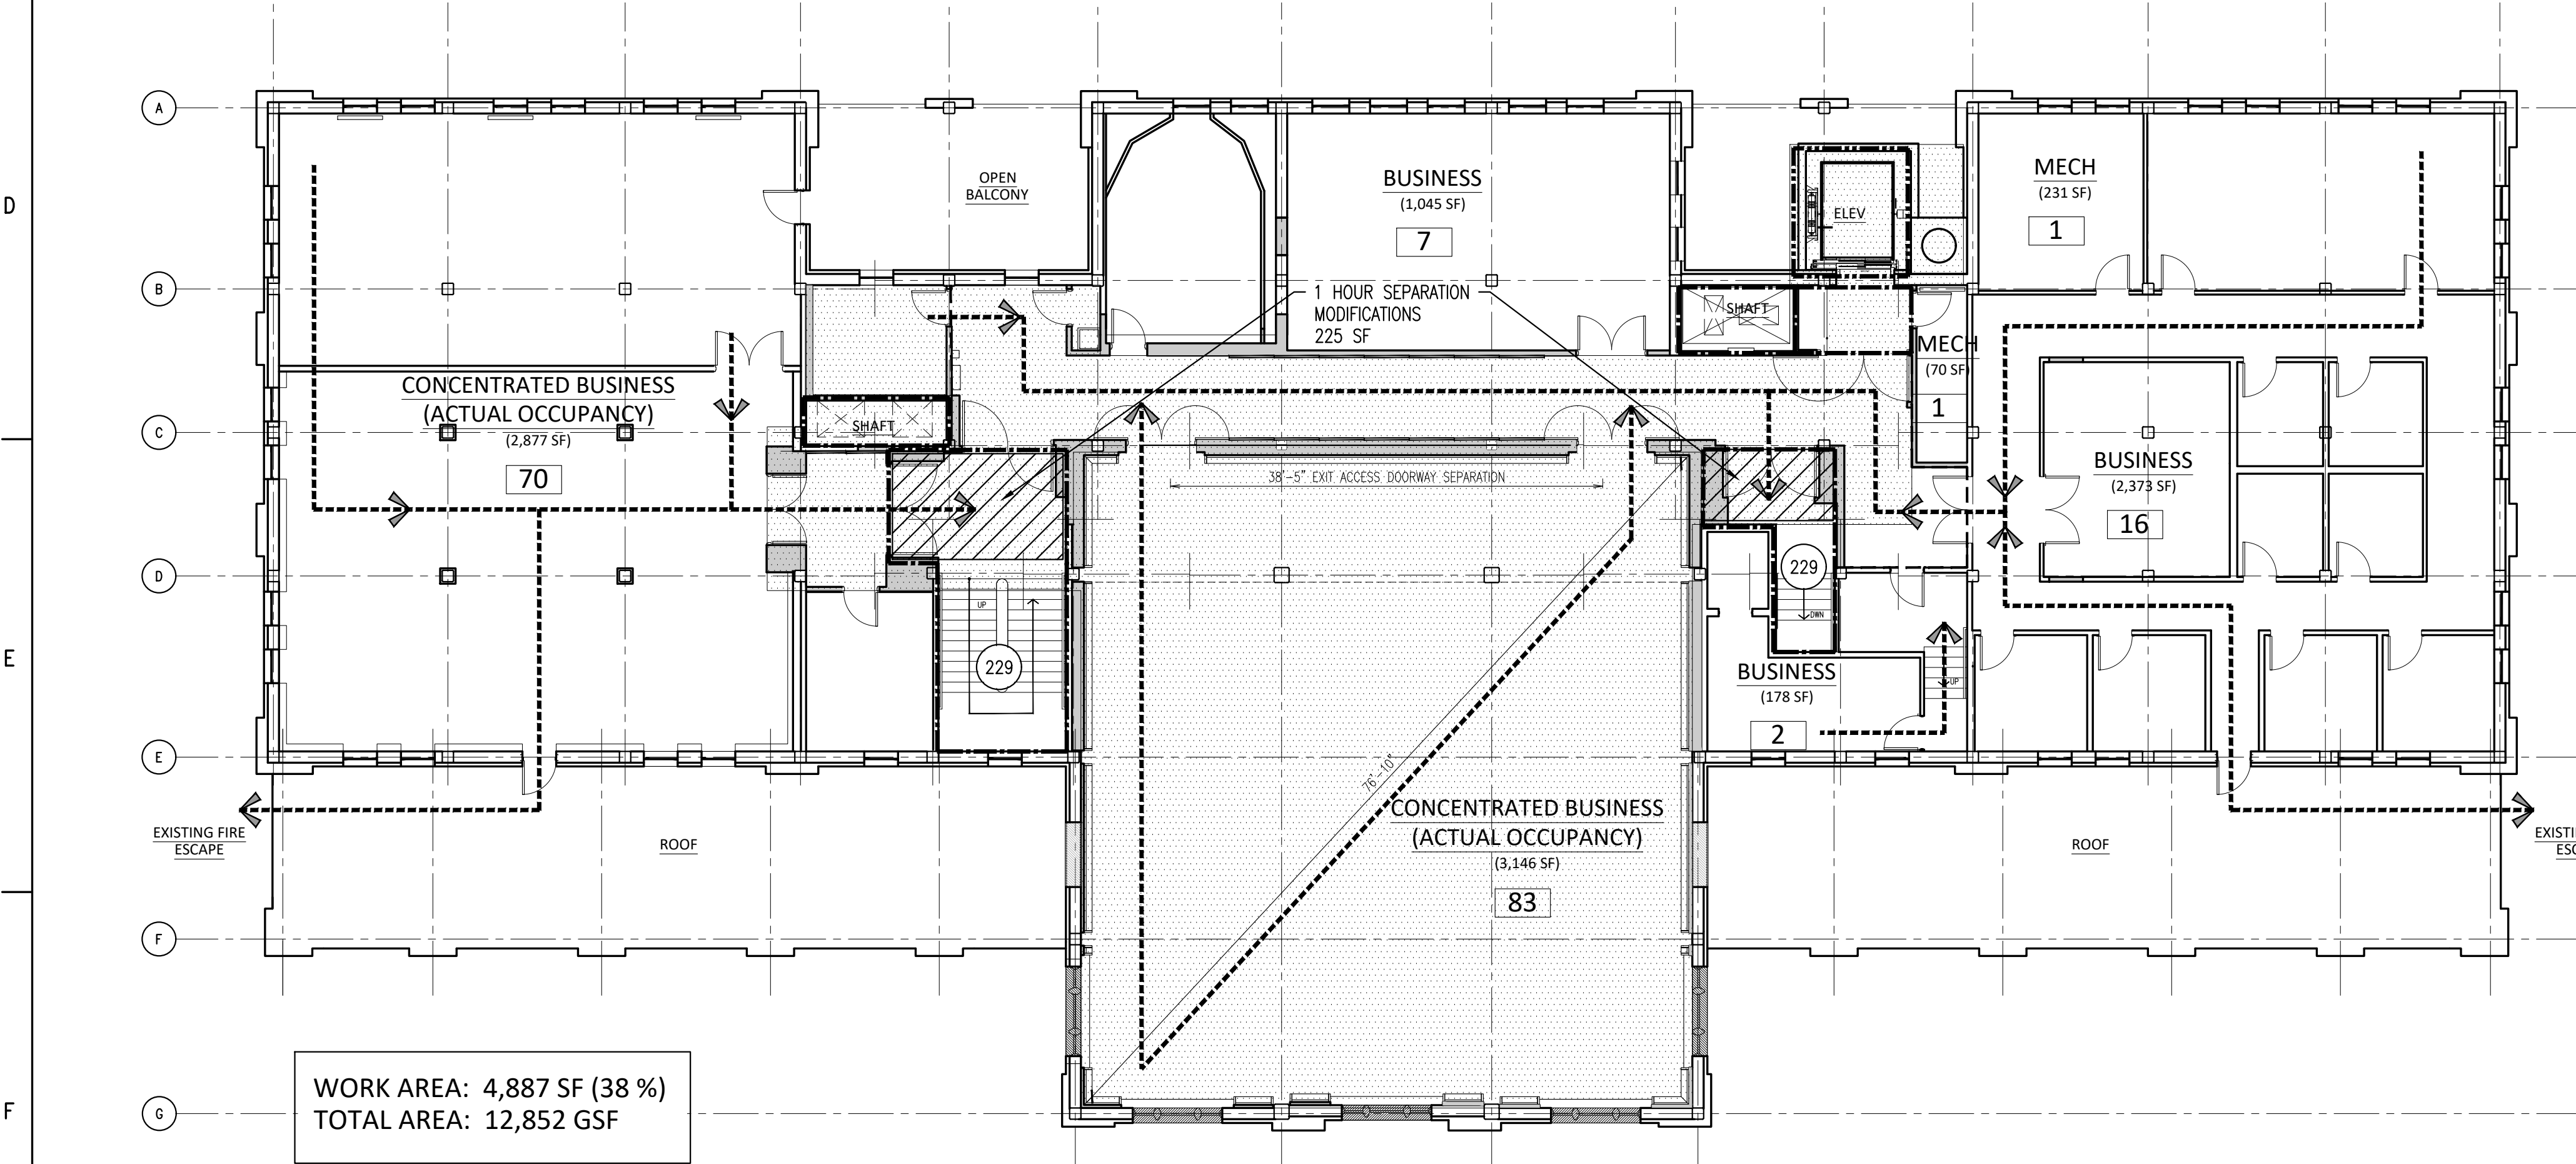 A
D
OPEN
BALCONY
BUSINESS
(1,045 SF)
7
ELEV
MECH
(231 SF)
1
B
1 HOUR SEPARATION
MODIFICATIONS
225 SF
SHAFT
MECH
(70 SF)
1
CONCENTRATED BUSINESS
(ACTUAL OCCUPANCY)
(2,877 SF)
70
C
SHAFT
38'-5" EXIT ACCESS DOORWAY SEPARATION
BUSINESS
(2,373 SF)
16
D
229
UP
DWN
E
229
BUSINESS
(178 SF)
2
UP
E
76'-10"
CONCENTRATED BUSINESS
(ACTUAL OCCUPANCY)
(3,146 SF)
83
EXISTING FIRE
ESCAPE
ROOF
ROOF
EXISTI
ESC
F
WORK AREA: 4,887 SF (38 %)
TOTAL AREA: 12,852 GSF
F
G